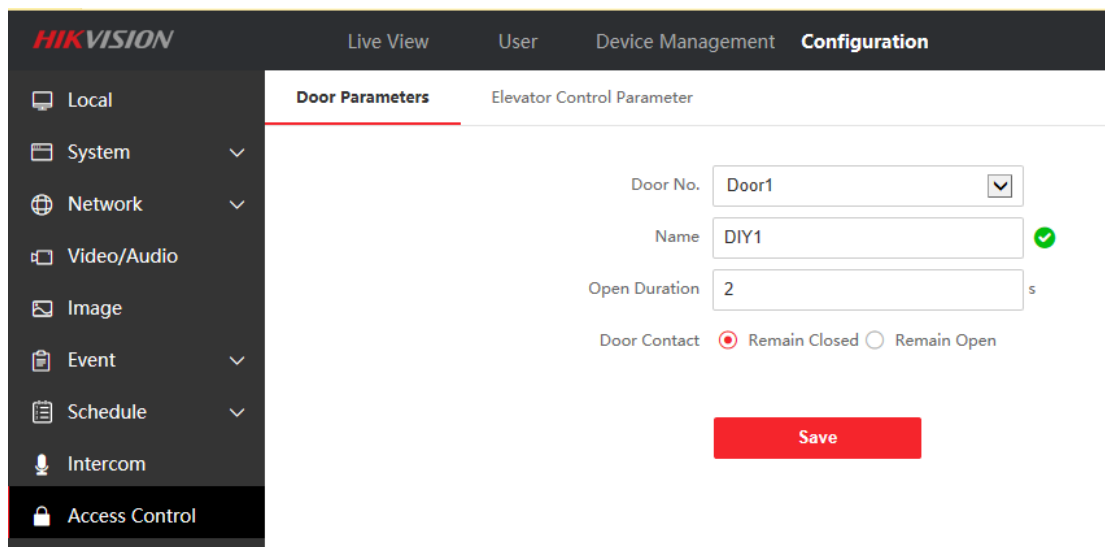 HIKVISION Live View User Device Management Configuration
Local
System
Network
Video/Audio
Image
Event
Schedule
Intercom
Access Control
Door Parameters Elevator Control Parameter
Door No. Door1
Name DIY1
Open Duration 2 s
Door Contact Remain Closed Remain Open
Save